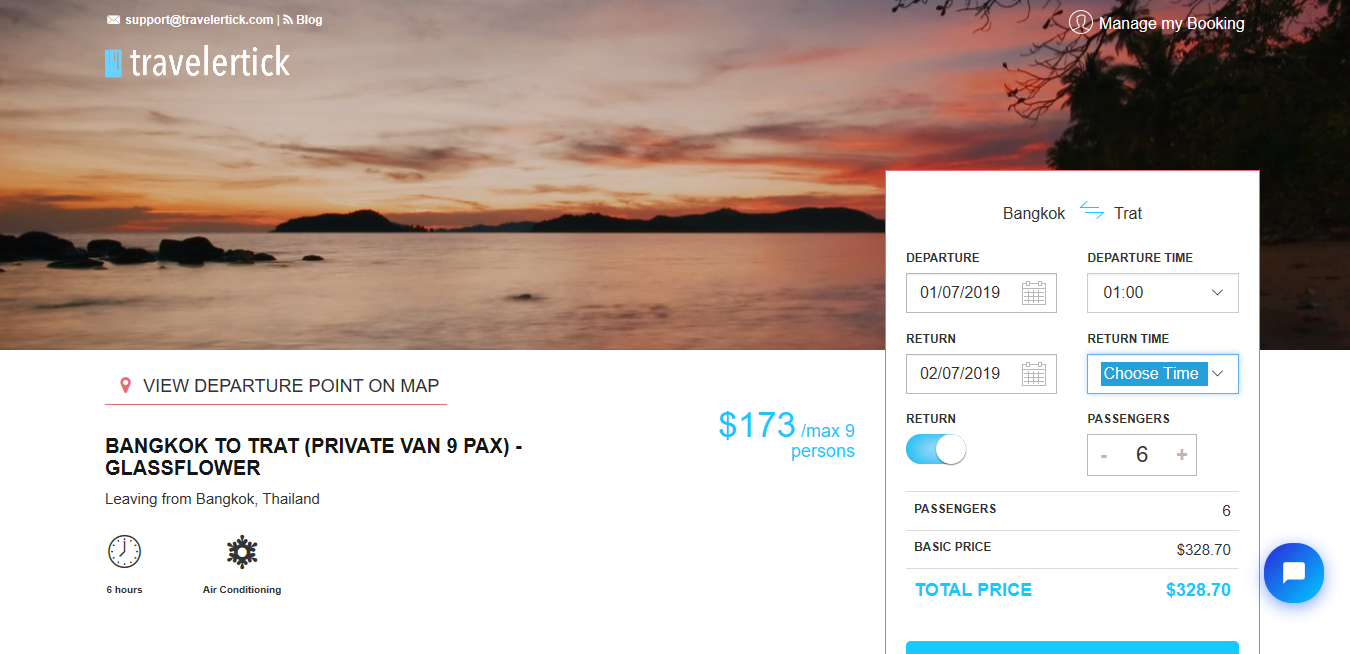 support@travelertick.com | Blog
Manage my Booking
travelertick
Bangkok Trat
DEPARTURE DEPARTURE TIME
01/07/2019 01:00
RETURN RETURN TIME
02/07/2019 Choose Time
RETURN PASSENGERS
- 6 +
PASSENGERS 6
BASIC PRICE $328.70
TOTAL PRICE $328.70
VIEW DEPARTURE POINT ON MAP
$173 /max 9
persons
BANGKOK TO TRAT (PRIVATE VAN 9 PAX) -
GLASSFLOWER
Leaving from Bangkok, Thailand
6 hours Air Conditioning